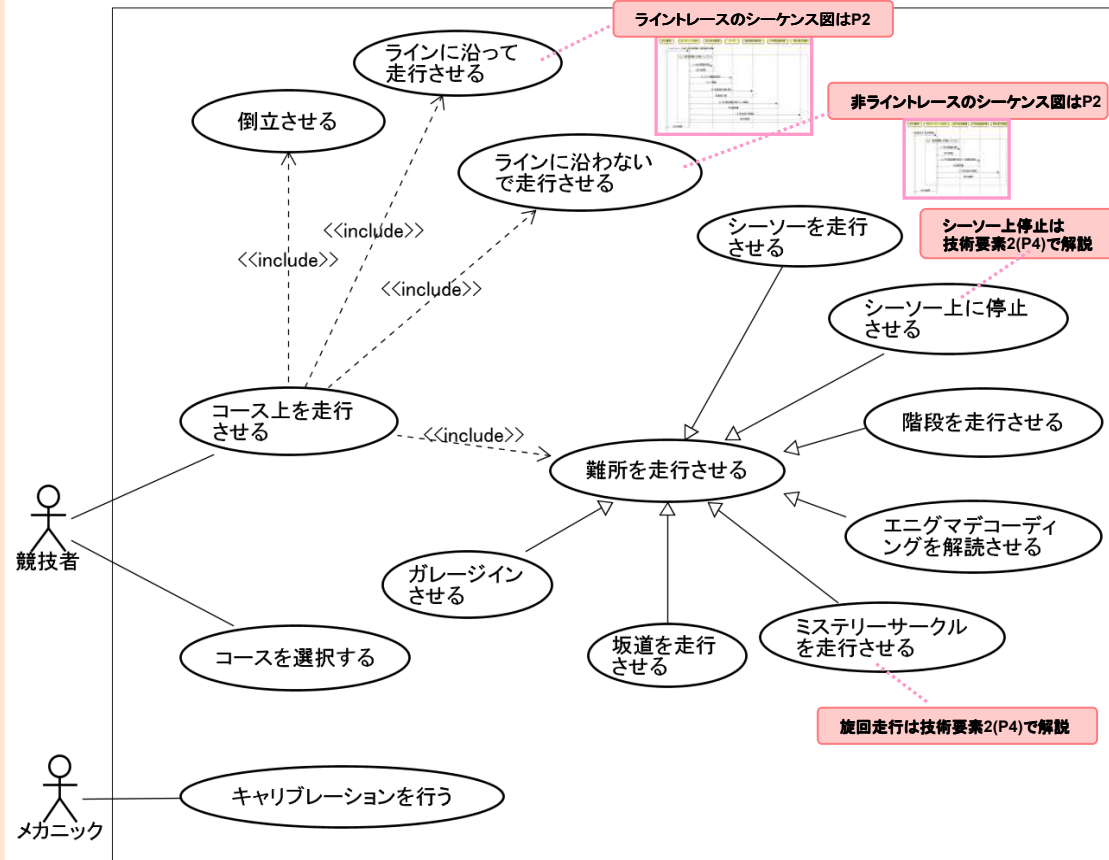 ライントレースのシーケンス図はP2
ラインに沿って
走行させる
非ライントレースのシーケンス図はP2
倒立させる
ラインに沿わない
で走行させる
シーソーを走行
させる
シーソー上停止は
技術要素2(P4)で解説
<<include>>
<<include>>
<<include>>
シーソー上に停止
させる
コース上を走行
させる
階段を走行させる
<<include>>
難所を走行させる
エニグマデコーディ
ングを解読させる
競技者
ガレージイン
させる
ミステリーサークル
を走行させる
坂道を走行
させる
コースを選択する
旋回走行は技術要素2(P4)で解説
キャリブレーションを行う
メカニック